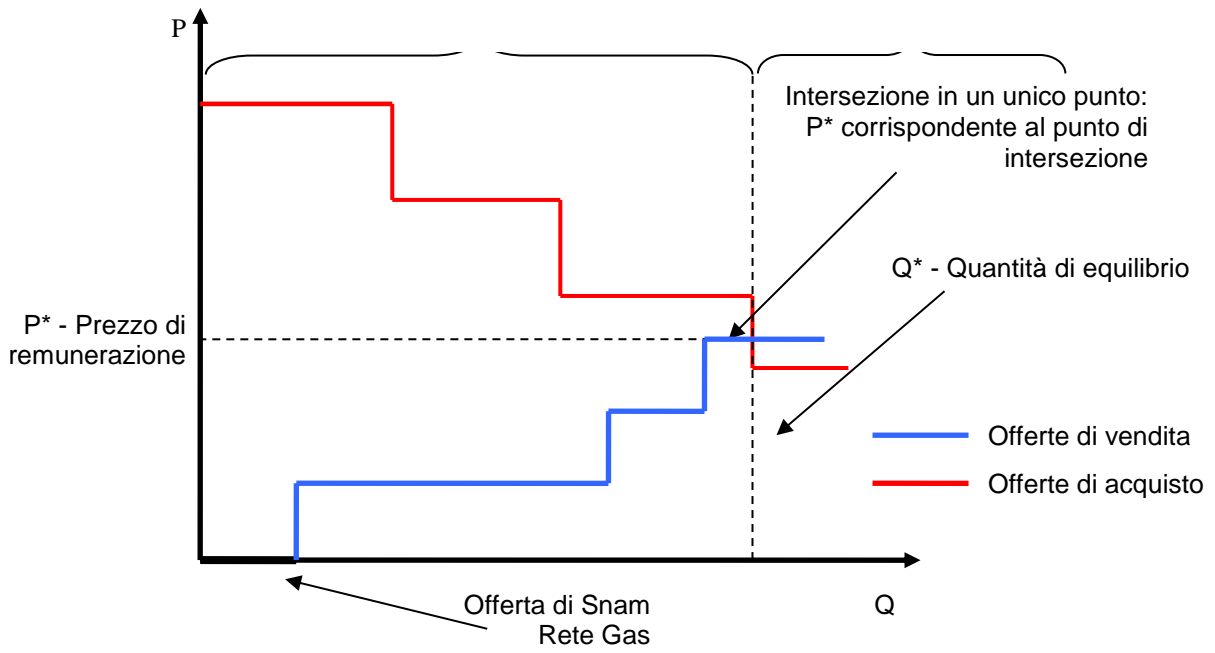 P
Intersezione in un unico punto:
P* corrispondente al punto di
intersezione
Q* - Quantità di equilibrio
P* - Prezzo di
remunerazione
Offerte di vendita
Offerte di acquisto
Offerta di Snam
Rete Gas
Q